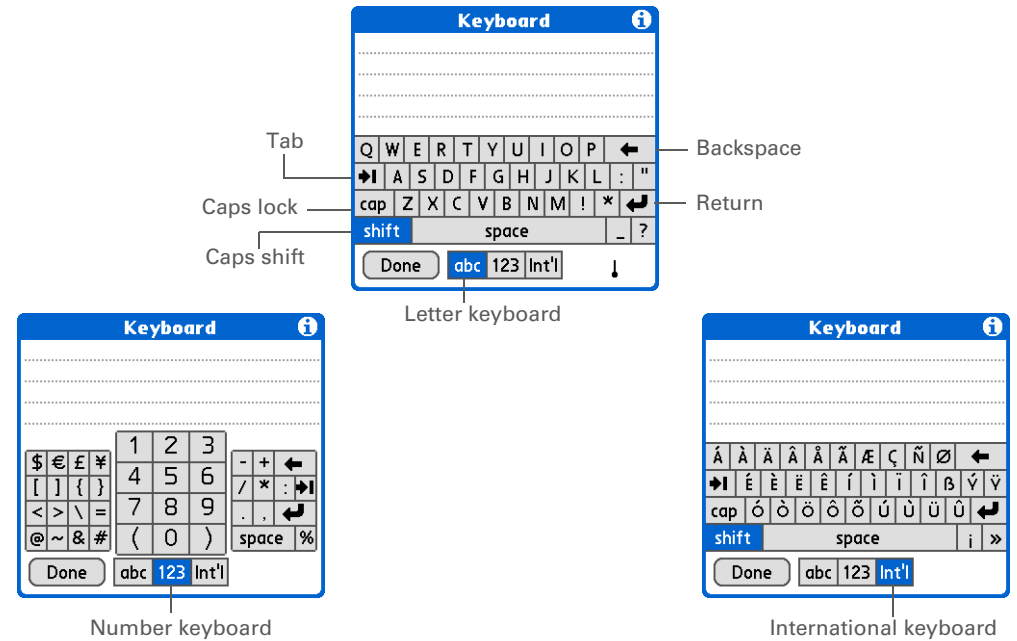 Keyboard
Tab
Q W E R T Y U I O P
Backspace
A S D F G H J K L : "
Caps lock
cap Z X C V B N M ! *
Return
shift space _ ?
Caps shift
Done abc 123 Int'l
Letter keyboard
Keyboard
1 2 3
$ € £ ¥ - +
4 5 6
[ ] { } / * :
7 8 9
< > \ = . ,
@ ~ & # ( 0 ) space %
Done abc 123 Int'l
Number keyboard
Keyboard
Á À Ä Â Å Ã Æ Ç Ñ Ø
É È Ë Ê Í Ì Ï Î ß Ý Ÿ
cap Ó Ò Ö Ô Õ Ú Ù Ü Û
shift space ¡ »
Done abc 123 Int'l
International keyboard